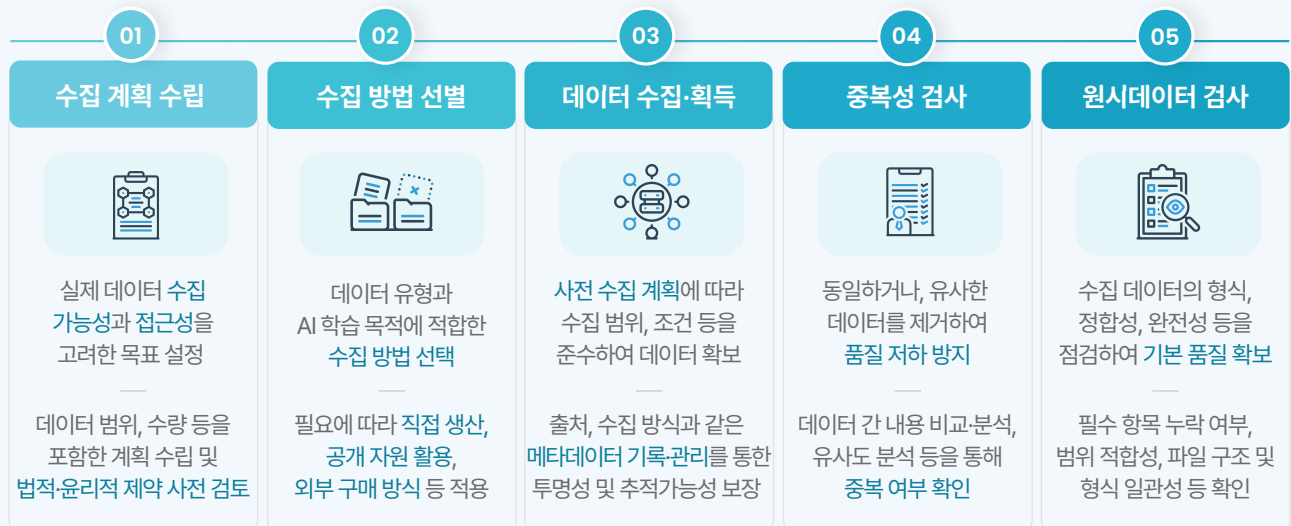 01
수집 계획 수립
실제 데이터 수집
가능성과 접근성을
고려한 목표 설정
데이터 범위, 수량 등을
포함한 계획 수립 및
법적·윤리적 제약 사전 검토
02
수집 방법 선별
데이터 유형과
AI 학습 목적에 적합한
수집 방법 선택
필요에 따라 직접 생산,
공개 자원 활용,
외부 구매 방식 등 적용
03
데이터 수집·획득
사전 수집 계획에 따라
수집 범위, 조건 등을
준수하여 데이터 확보
출처, 수집 방식과 같은
메타데이터 기록·관리를 통한
투명성 및 추적가능성 보장
04
중복성 검사
동일하거나, 유사한
데이터를 제거하여
품질 저하 방지
데이터 간 내용 비교·분석,
유사도 분석 등을 통해
중복 여부 확인
05
원시데이터 검사
수집 데이터의 형식,
정합성, 완전성 등을
점검하여 기본 품질 확보
필수 항목 누락 여부,
범위 적합성, 파일 구조 및
형식 일관성 등 확인